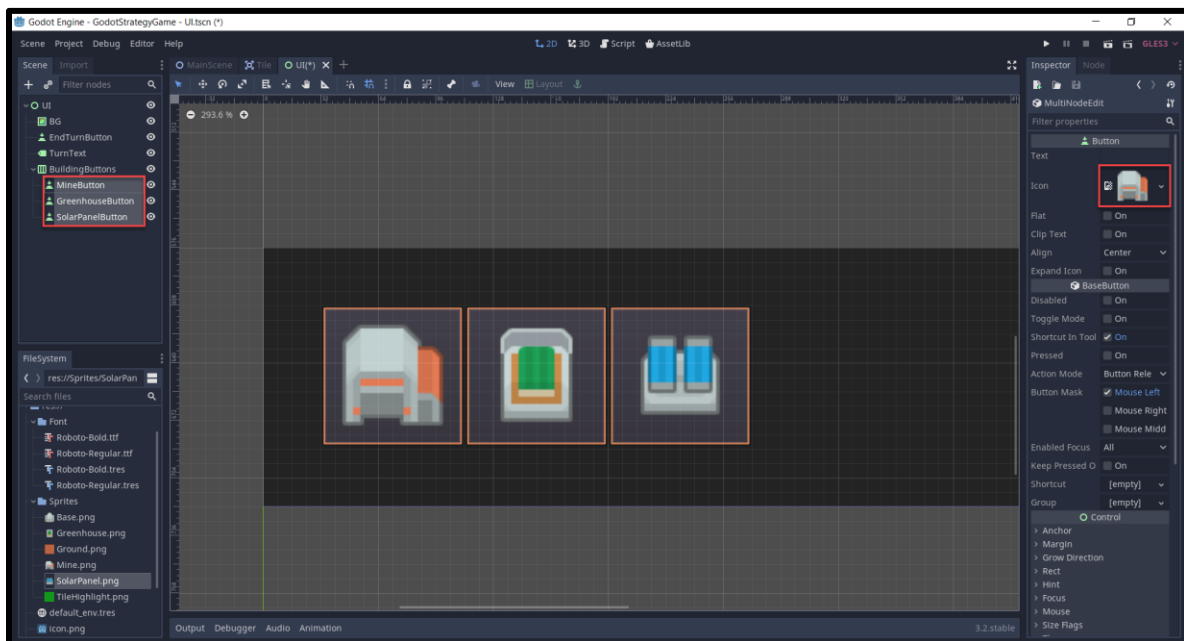 Godot Engine - GodotStrategyGame - UI.tscn (*)
Scene Project Debug Editor Help
2D 3D Script AssetLib
GLES3
Scene Import
MainScene Tile UI(*)
Inspector Node
Filter nodes
View Layout
UI
BG
EndTurnButton
TurnText
BuildingButtons
MineButton
GreenhouseButton
SolarPanelButton
293.6 %
MultiNodeEdit
Filter properties
Button
Text
Icon
Flat On
Clip Text On
Align Center
Expand Icon On
BaseButton
Disabled On
Toggle Mode On
Shortcut In Tool On
Pressed On
Action Mode Button Rele
Button Mask Mouse Left
Mouse Right
Mouse Midd
Enabled Focus All
Keep Pressed O On
Shortcut [empty]
Group [empty]
Control
Anchor
Margin
Grow Direction
Rect
Hint
Focus
Mouse
Size Flags
FileSystem
res://Sprites/SolarPan
Search files
res://
Font
Roboto-Bold.ttf
Roboto-Regular.ttf
Roboto-Bold.tres
Roboto-Regular.tres
Sprites
Base.png
Greenhouse.png
Ground.png
Mine.png
SolarPanel.png
TileHighlight.png
default_env.tres
icon.png
Output Debugger Audio Animation
3.2.stable